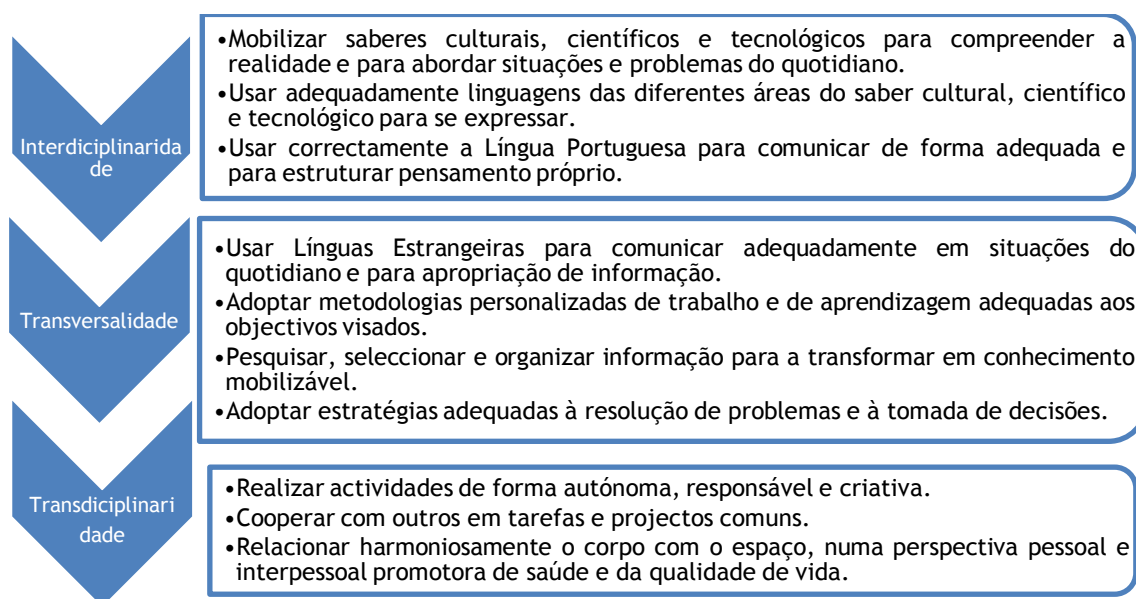 •Mobilizar saberes culturais, científicos e tecnológicos para compreender a
realidade e para abordar situações e problemas do quotidiano.
•Usar adequadamente linguagens das diferentes áreas do saber cultural, científico
e tecnológico para se expressar.
•Usar correctamente a Língua Portuguesa para comunicar de forma adequada e
para estruturar pensamento próprio.
Interdiciplinarida
de
•Usar Línguas Estrangeiras para comunicar adequadamente em situações do
quotidiano e para apropriação de informação.
•Adoptar metodologias personalizadas de trabalho e de aprendizagem adequadas aos
objectivos visados.
•Pesquisar, seleccionar e organizar informação para a transformar em conhecimento
mobilizável.
•Adoptar estratégias adequadas à resolução de problemas e à tomada de decisões.
Transversalidade
•Realizar actividades de forma autónoma, responsável e criativa.
•Cooperar com outros em tarefas e projectos comuns.
•Relacionar harmoniosamente o corpo com o espaço, numa perspectiva pessoal e
interpessoal promotora de saúde e da qualidade de vida.
Transdiciplinari
dade